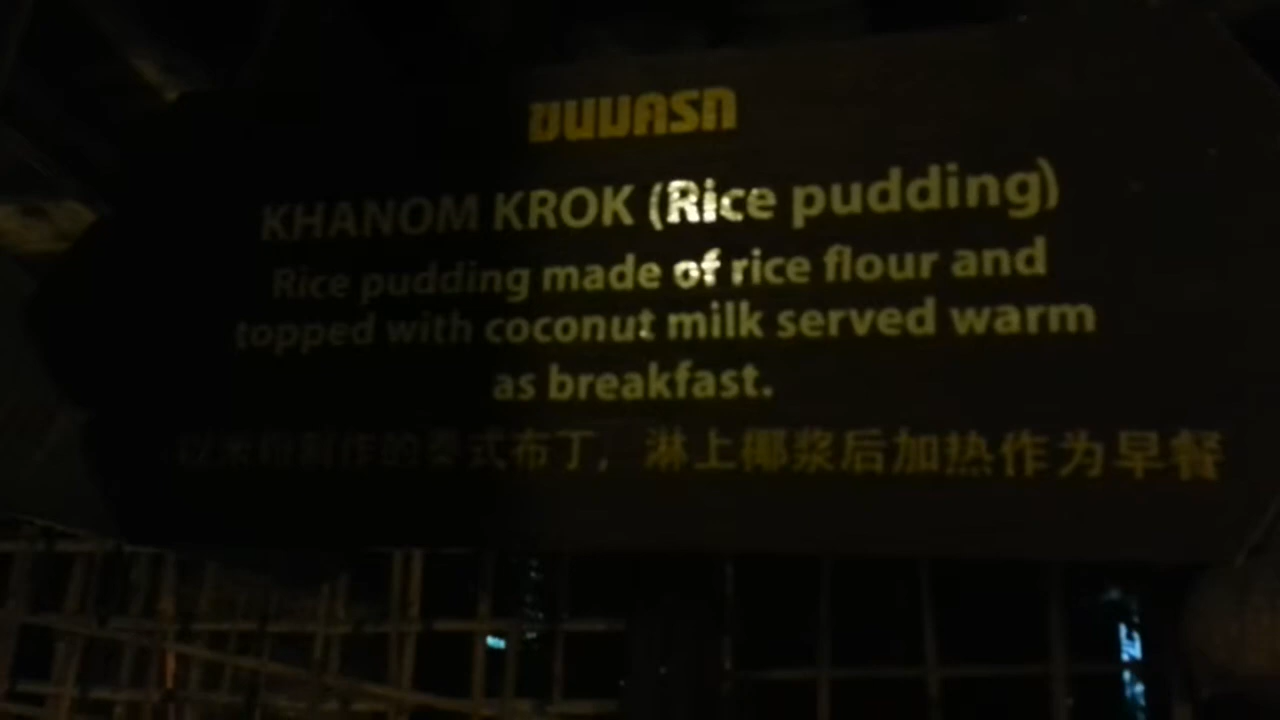 ขนมครก
KHANOM KROK (Rice pudding)
Rice pudding made of rice flour and
topped with coconut milk served warm
as breakfast.
以米粉制作的泰式布丁，淋上椰浆后加热作为早餐